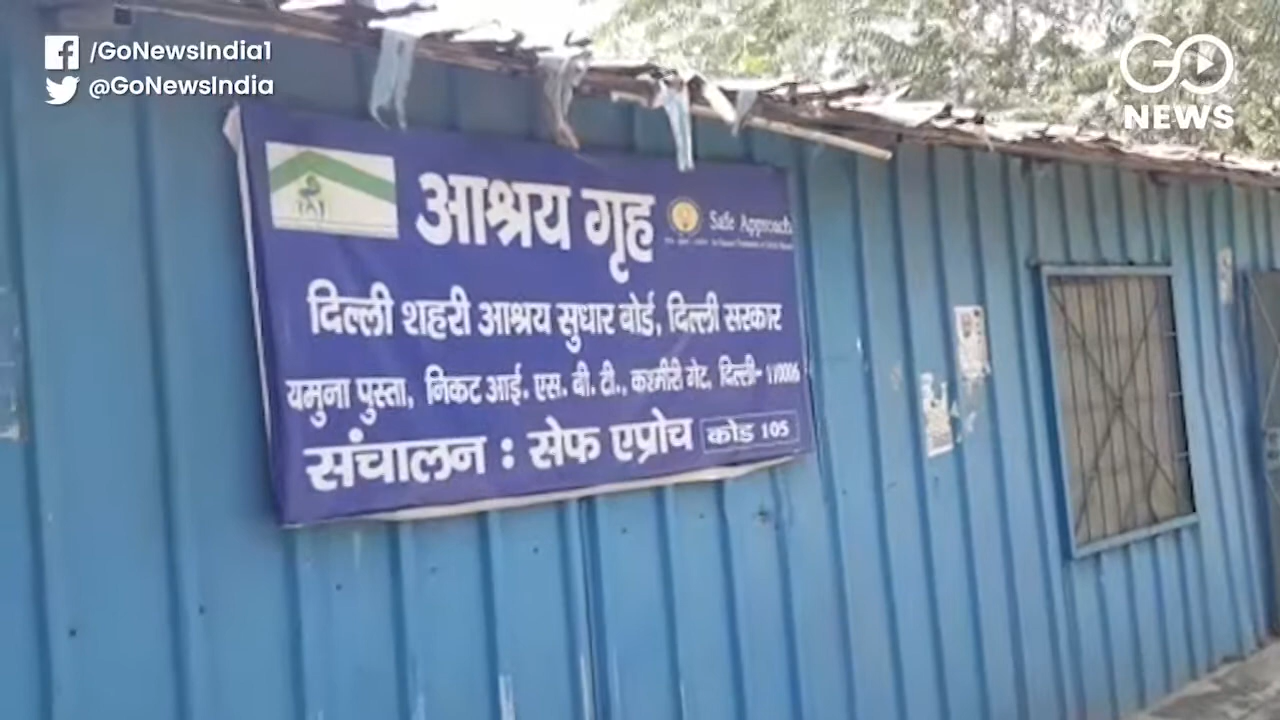 /GoNewsIndia1
@GoNewsIndia
GO
NEWS
आश्रय गृह
Safe Approach
दिल्ली शहरी आश्रय सुधार बोर्ड, दिल्ली सरकार
यमुना पुस्ता, निकट आई. एस. बी. टी., कश्मीरी गेट, दिल्ली- 110006
संचालन : सेफ एप्रोच कोड 105